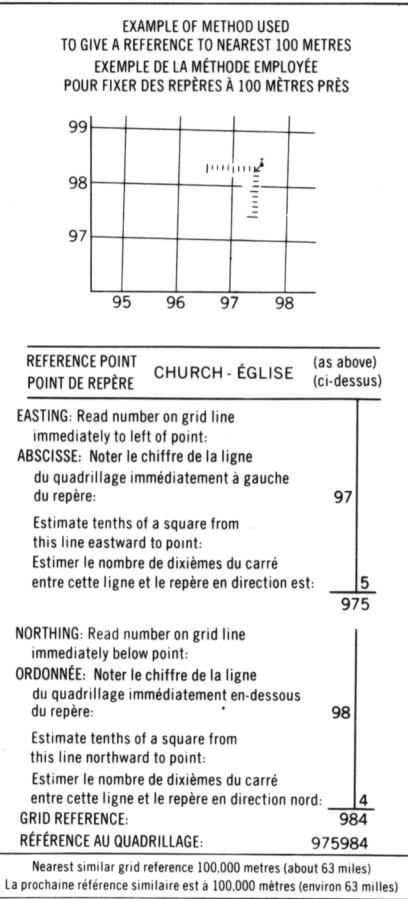 EXAMPLE OF METHOD USED
TO GIVE A REFERENCE TO NEAREST 100 METRES
EXEMPLE DE LA MÉTHODE EMPLOYÉE
POUR FIXER DES REPÈRES À 100 MÈTRES PRÈS
99
98
97
95 96 97 98
REFERENCE POINT
POINT DE REPÈRE
CHURCH - ÉGLISE
(as above)
(ci-dessus)
EASTING: Read number on grid line
immediately to left of point:
ABSCISSE: Noter le chiffre de la ligne
du quadrillage immédiatement à gauche
du repère: 97
Estimate tenths of a square from
this line eastward to point:
Estimer le nombre de dixièmes du carré
entre cette ligne et le repère en direction est: 5
975
NORTHING: Read number on grid line
immediately below point:
ORDONNÉE: Noter le chiffre de la ligne
du quadrillage immédiatement en-dessous
du repère: 98
Estimate tenths of a square from
this line northward to point:
Estimer le nombre de dixièmes du carré
entre cette ligne et le repère en direction nord: 4
GRID REFERENCE: 984
RÉFÉRENCE AU QUADRILLAGE: 975984
Nearest similar grid reference 100,000 metres (about 63 miles)
La prochaine référence similaire est à 100,000 mètres (environ 63 milles)